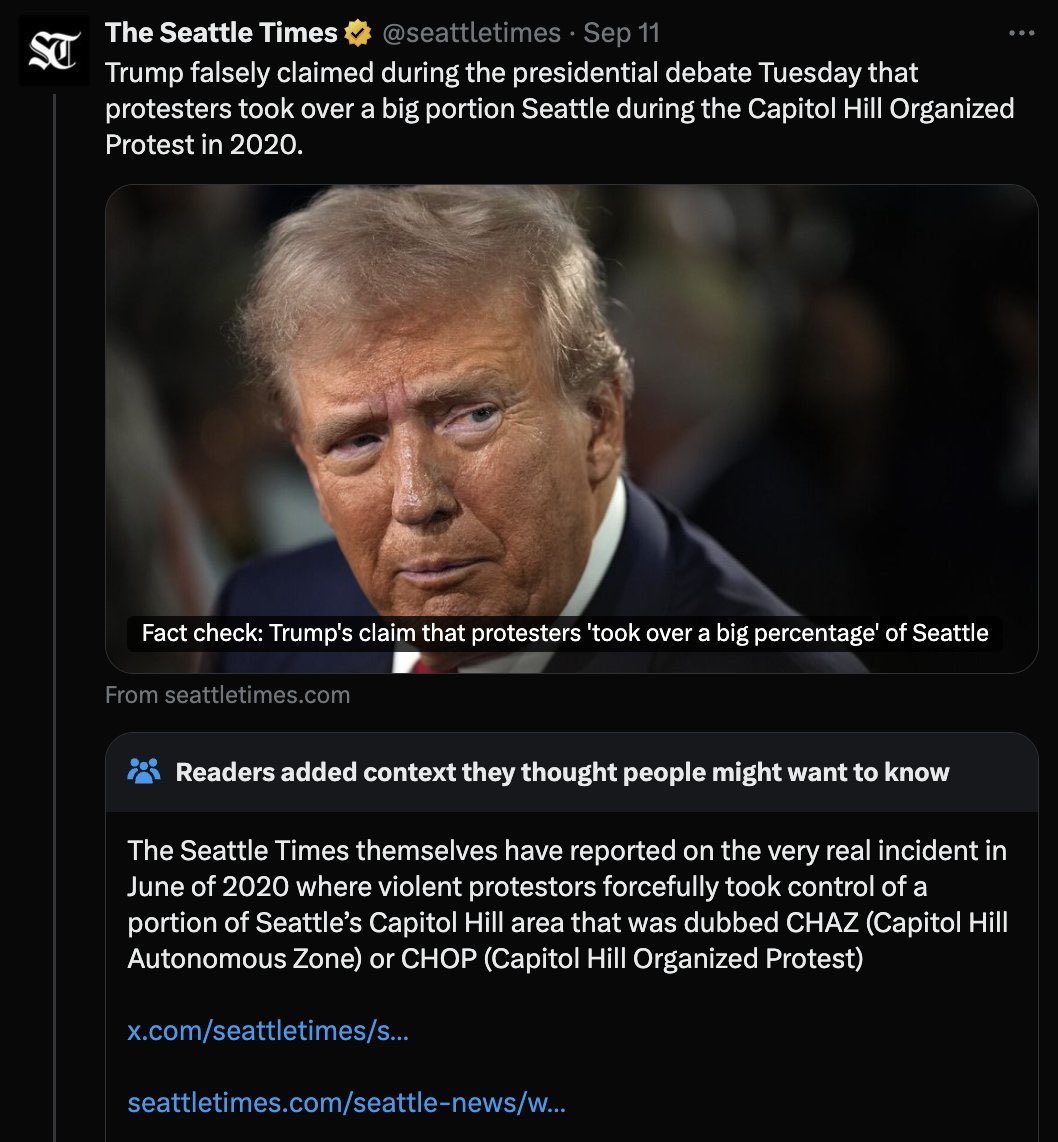 The Seattle Times @seattletimes · Sep 11
Trump falsely claimed during the presidential debate Tuesday that
protesters took over a big portion Seattle during the Capitol Hill Organized
Protest in 2020.
Fact check: Trump's claim that protesters 'took over a big percentage' of Seattle
From seattletimes.com
Readers added context they thought people might want to know
The Seattle Times themselves have reported on the very real incident in
June of 2020 where violent protestors forcefully took control of a
portion of Seattle’s Capitol Hill area that was dubbed CHAZ (Capitol Hill
Autonomous Zone) or CHOP (Capitol Hill Organized Protest)
x.com/seattletimes/s...
seattletimes.com/seattle-news/w...